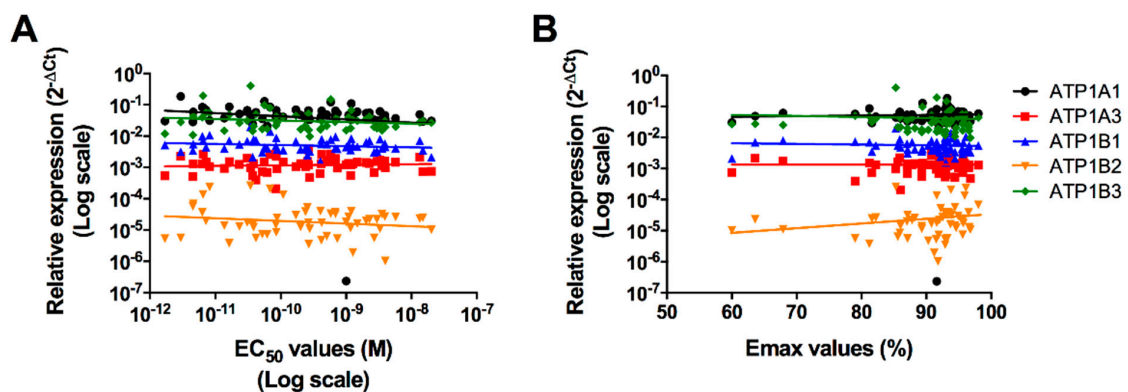 A
Relative expression (2^-ΔCt)
(Log scale)
10^0
10^-1
10^-2
10^-3
10^-4
10^-5
10^-6
10^-7
10^-12 10^-11 10^-10 10^-9 10^-8 10^-7
EC₅₀ values (M)
(Log scale)
B
Relative expression (2^-ΔCt)
(Log scale)
10^0
10^-1
10^-2
10^-3
10^-4
10^-5
10^-6
10^-7
50 60 70 80 90 100
Emax values (%)
ATP1A1
ATP1A3
ATP1B1
ATP1B2
ATP1B3